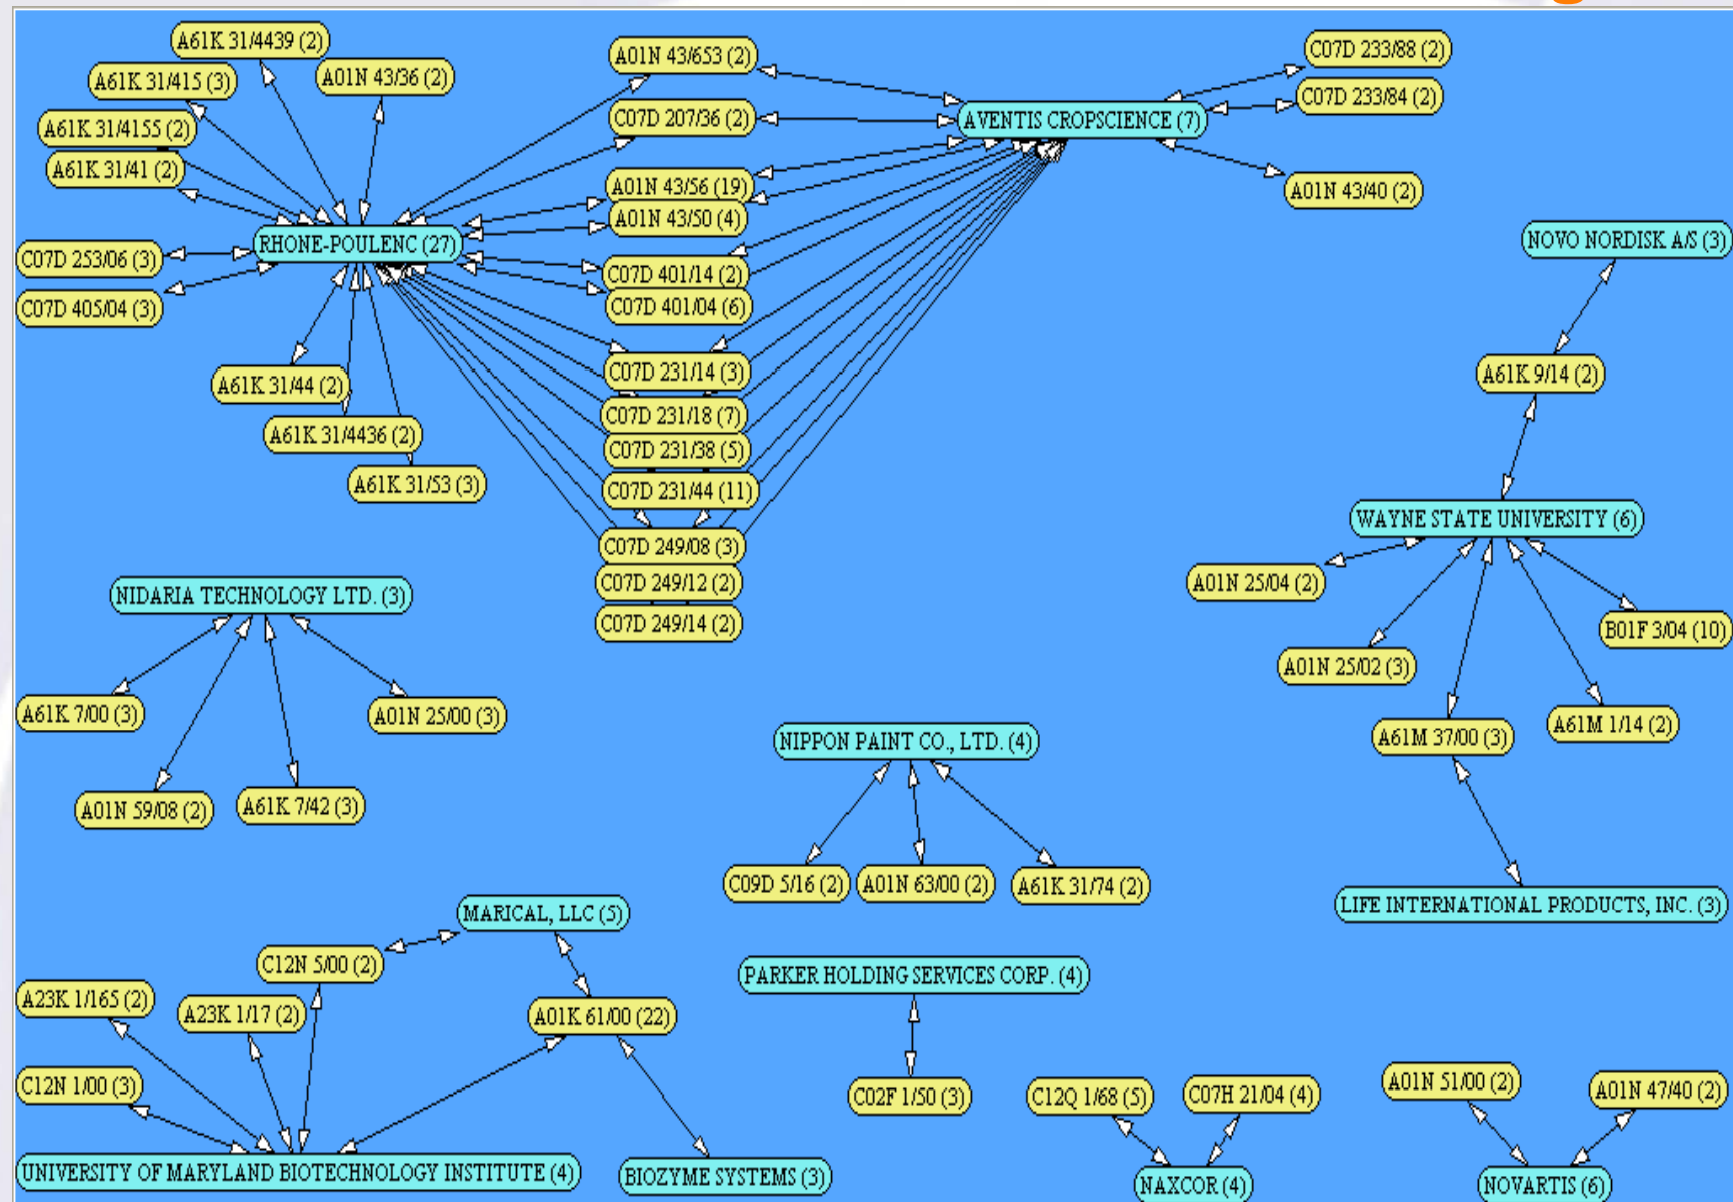 A61K 31/4439 (2)
A61K 31/415 (3)
A01N 43/36 (2)
A61K 31/4155 (2)
A61K 31/41 (2)
RHONE-POULENC (27)
C07D 253/06 (3)
C07D 405/04 (3)
A61K 31/44 (2)
A61K 31/4436 (2)
A61K 31/53 (3)
A01N 43/653 (2)
C07D 207/36 (2)
A01N 43/56 (19)
A01N 43/50 (4)
C07D 401/14 (2)
C07D 401/04 (6)
C07D 231/14 (3)
C07D 231/18 (7)
C07D 231/38 (5)
C07D 231/44 (11)
C07D 249/08 (3)
C07D 249/12 (2)
C07D 249/14 (2)
AVENTIS CROPSCIENCE (7)
C07D 233/88 (2)
C07D 233/84 (2)
A01N 43/40 (2)
NOVO NORDISK A/S (3)
A61K 9/14 (2)
WAYNE STATE UNIVERSITY (6)
A01N 25/04 (2)
B01F 3/04 (10)
A01N 25/02 (3)
A61M 37/00 (3)
A61M 1/14 (2)
LIFE INTERNATIONAL PRODUCTS, INC. (3)
NIDARIA TECHNOLOGY LTD. (3)
A61K 7/00 (3)
A01N 25/00 (3)
A01N 59/08 (2)
A61K 7/42 (3)
NIPPON PAINT CO., LTD. (4)
C09D 5/16 (2)
A01N 63/00 (2)
A61K 31/74 (2)
MARICAL, LLC (5)
C12N 5/00 (2)
A23K 1/165 (2)
A23K 1/17 (2)
A01K 61/00 (22)
C12N 1/00 (3)
UNIVERSITY OF MARYLAND BIOTECHNOLOGY INSTITUTE (4)
BIOZYME SYSTEMS (3)
PARKER HOLDING SERVICES CORP. (4)
C02F 1/50 (3)
C12Q 1/68 (5)
C07H 21/04 (4)
NAXCOR (4)
A01N 51/00 (2)
A01N 47/40 (2)
NOVARTIS (6)